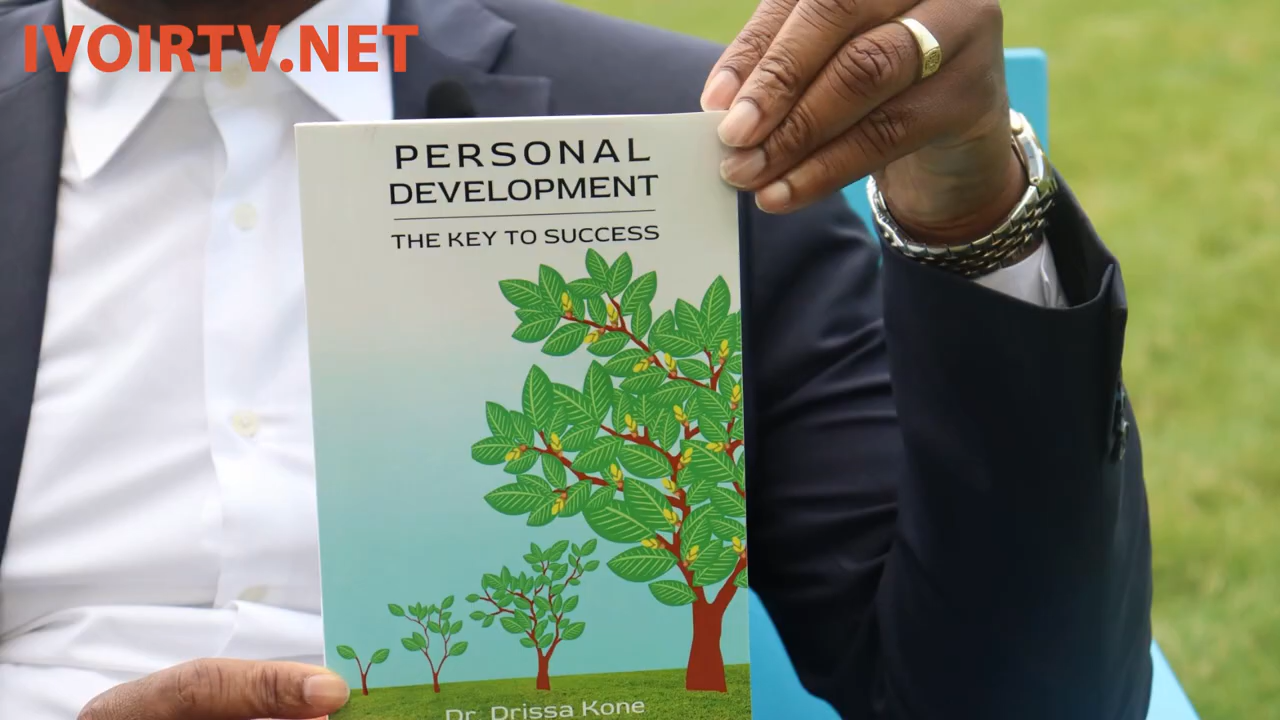 IVOIRTV.NET
PERSONAL
DEVELOPMENT
THE KEY TO SUCCESS
Dr. Drissa Kone